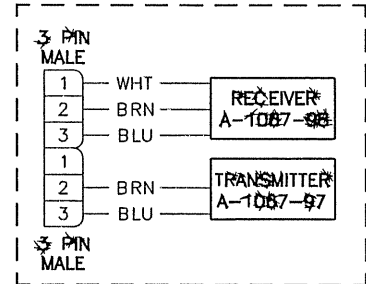 3 PIN
MALE
1 WHT
2 BRN
3 BLU
RECEIVER
A-1087-98
1
2 BRN
3 BLU
TRANSMITTER
A-1087-97
3 PIN
MALE